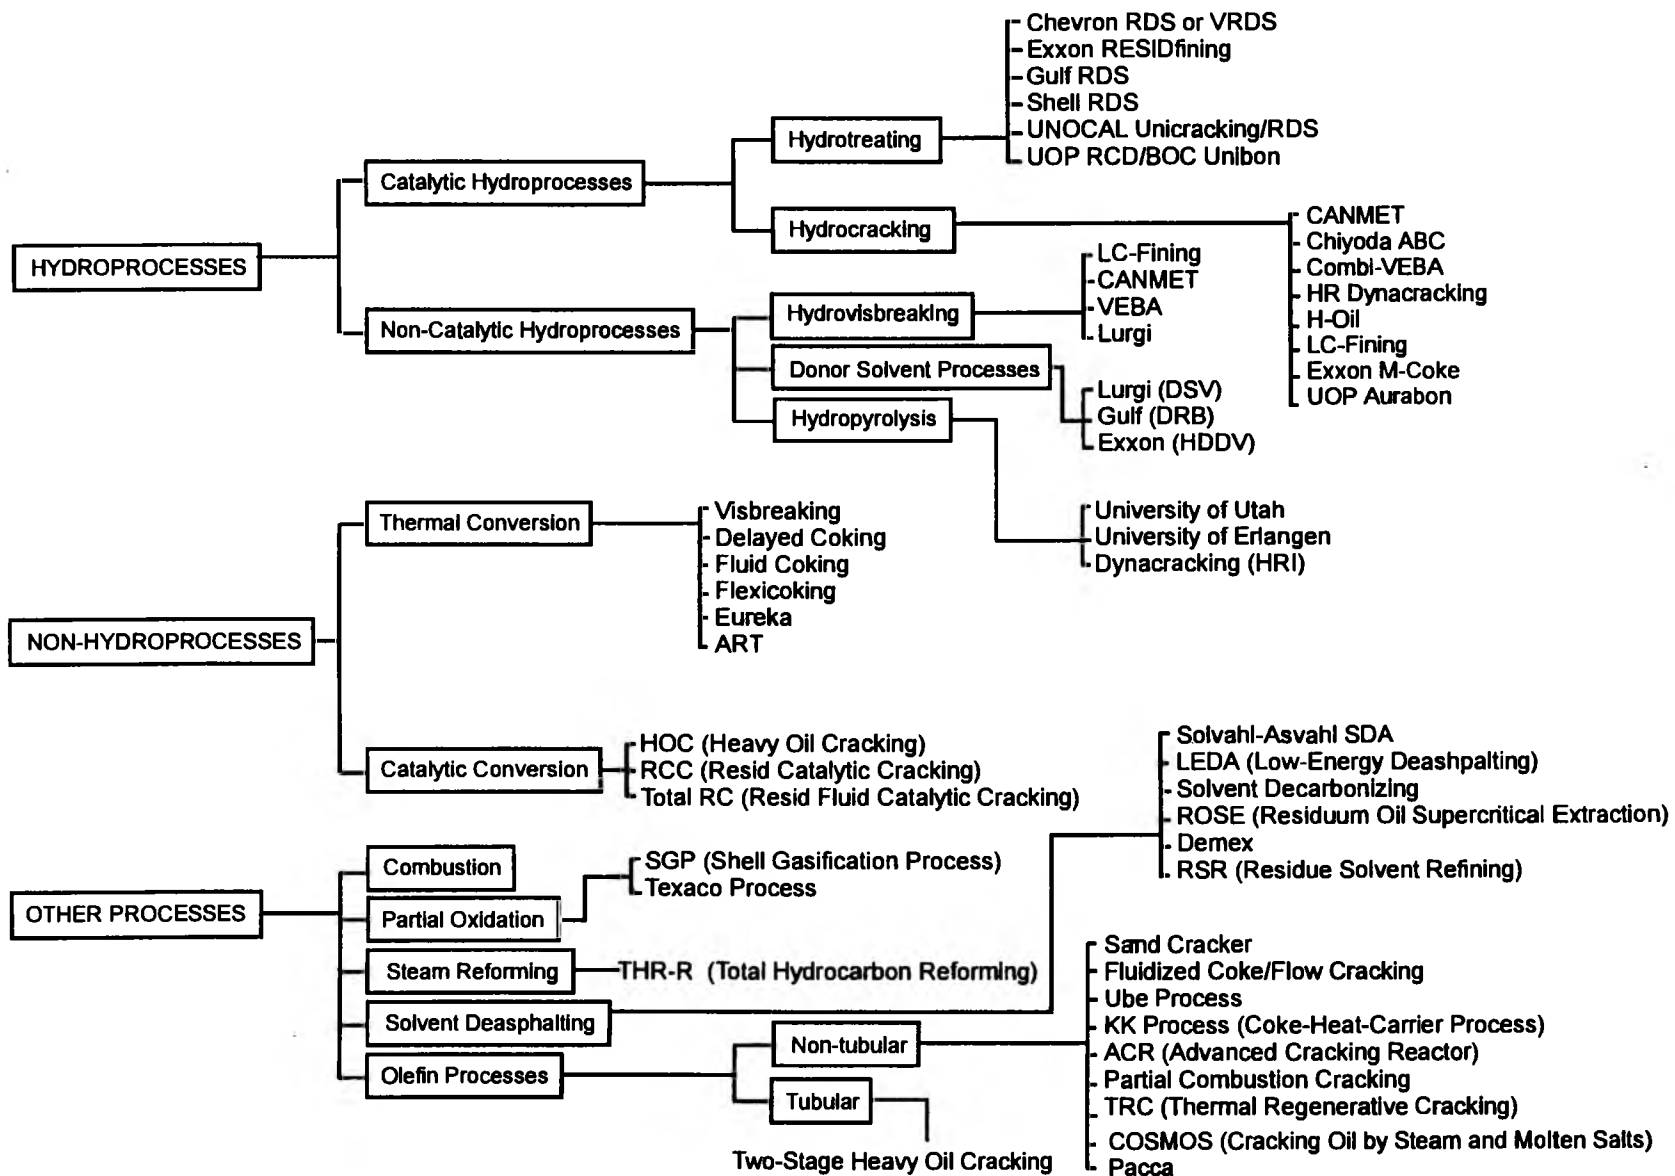 HYDROPROCESSES
Catalytic Hydroprocesses
Hydrotreating
Chevron RDS or VRDS
Exxon RESIDfining
Gulf RDS
Shell RDS
UNOCAL Unicracking/RDS
UOP RCD/BOC Unibon
Hydrocracking
CANMET
Chiyoda ABC
Combi-VEBA
HR Dynacracking
H-Oil
LC-Fining
Exxon M-Coke
UOP Aurabon
Non-Catalytic Hydroprocesses
Hydrovisbreaking
LC-Fining
CANMET
VEBA
Lurgi
Donor Solvent Processes
Lurgi (DSV)
Gulf (DRB)
Exxon (HDDV)
Hydropyrolysis
University of Utah
University of Erlangen
Dynacracking (HRI)
NON-HYDROPROCESSES
Thermal Conversion
Visbreaking
Delayed Coking
Fluid Coking
Flexicoking
Eureka
ART
Catalytic Conversion
HOC (Heavy Oil Cracking)
RCC (Resid Catalytic Cracking)
Total RC (Resid Fluid Catalytic Cracking)
OTHER PROCESSES
Combustion
Partial Oxidation
SGP (Shell Gasification Process)
Texaco Process
Steam Reforming
THR-R (Total Hydrocarbon Reforming)
Solvent Deasphalting
Solvahl-Asvahl SDA
LEDA (Low-Energy Deashpalting)
Solvent Decarbonizing
ROSE (Residuum Oil Supercritical Extraction)
Demex
RSR (Residue Solvent Refining)
Olefin Processes
Non-tubular
Sand Cracker
Fluidized Coke/Flow Cracking
Ube Process
KK Process (Coke-Heat-Carrier Process)
ACR (Advanced Cracking Reactor)
Partial Combustion Cracking
TRC (Thermal Regenerative Cracking)
COSMOS (Cracking Oil by Steam and Molten Salts)
Pacca
Tubular
Two-Stage Heavy Oil Cracking